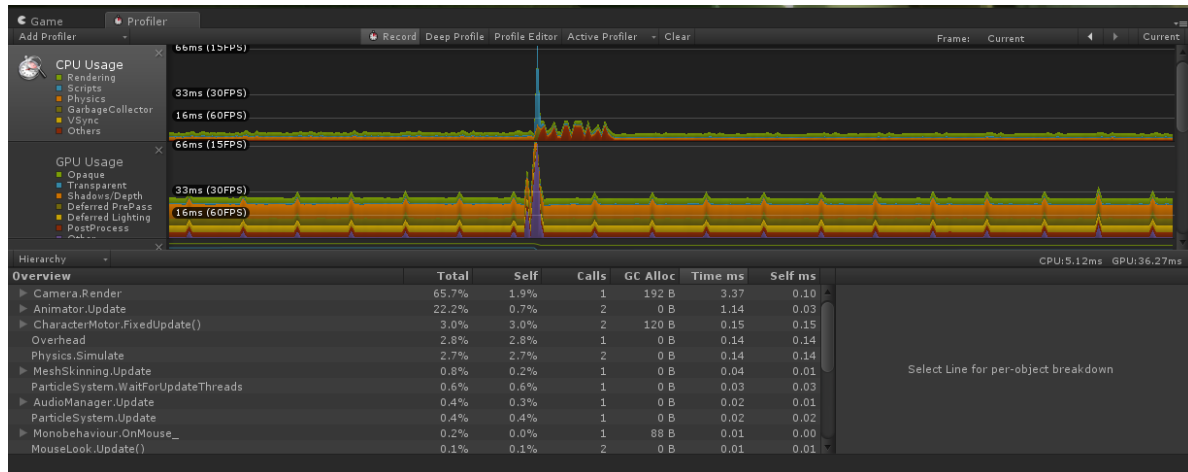 Game Profiler
Add Profiler Record Deep Profile Profile Editor Active Profiler Clear Frame: Current Current
CPU Usage
Rendering
Scripts
Physics
GarbageCollector
VSync
Others
66ms (15FPS)
33ms (30FPS)
16ms (60FPS)
GPU Usage
Opaque
Transparent
Shadows/Depth
Deferred PrePass
Deferred Lighting
PostProcess
Other
66ms (15FPS)
33ms (30FPS)
16ms (60FPS)
Hierarchy CPU:5.12ms GPU:36.27ms
Overview Total Self Calls GC Alloc Time ms Self ms
Camera.Render 65.7% 1.9% 1 192 B 3.37 0.10
Animator.Update 22.2% 0.7% 2 0 B 1.14 0.03
CharacterMotor.FixedUpdate() 3.0% 3.0% 2 120 B 0.15 0.15
Overhead 2.8% 2.8% 1 0 B 0.14 0.14
Physics.Simulate 2.7% 2.7% 2 0 B 0.14 0.14
MeshSkinning.Update 0.8% 0.2% 1 0 B 0.04 0.01
ParticleSystem.WaitForUpdateThreads 0.6% 0.6% 1 0 B 0.03 0.03
AudioManager.Update 0.4% 0.3% 1 0 B 0.02 0.01
ParticleSystem.Update 0.4% 0.4% 1 0 B 0.02 0.02
Monobehaviour.OnMouse_ 0.2% 0.0% 1 88 B 0.01 0.00
MouseLook.Update() 0.1% 0.1% 2 0 B 0.01 0.01
Select Line for per-object breakdown